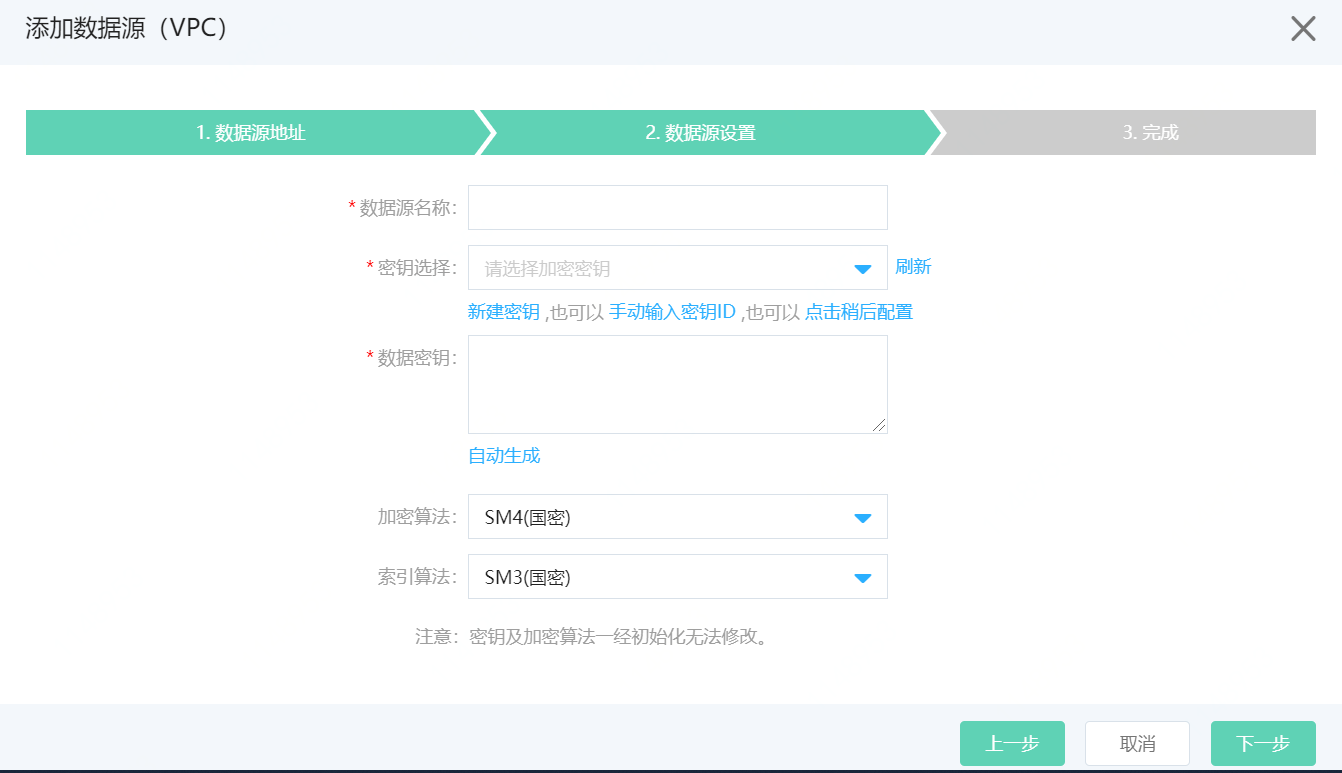 添加数据源（VPC）
1. 数据源地址
2. 数据源设置
3. 完成
*数据源名称：
*密钥选择： 请选择加密密钥 刷新
新建密钥 ,也可以 手动输入密钥ID ,也可以 点击稍后配置
*数据密钥：
自动生成
加密算法： SM4(国密)
索引算法： SM3(国密)
注意：密钥及加密算法一经初始化无法修改。
上一步 取消 下一步